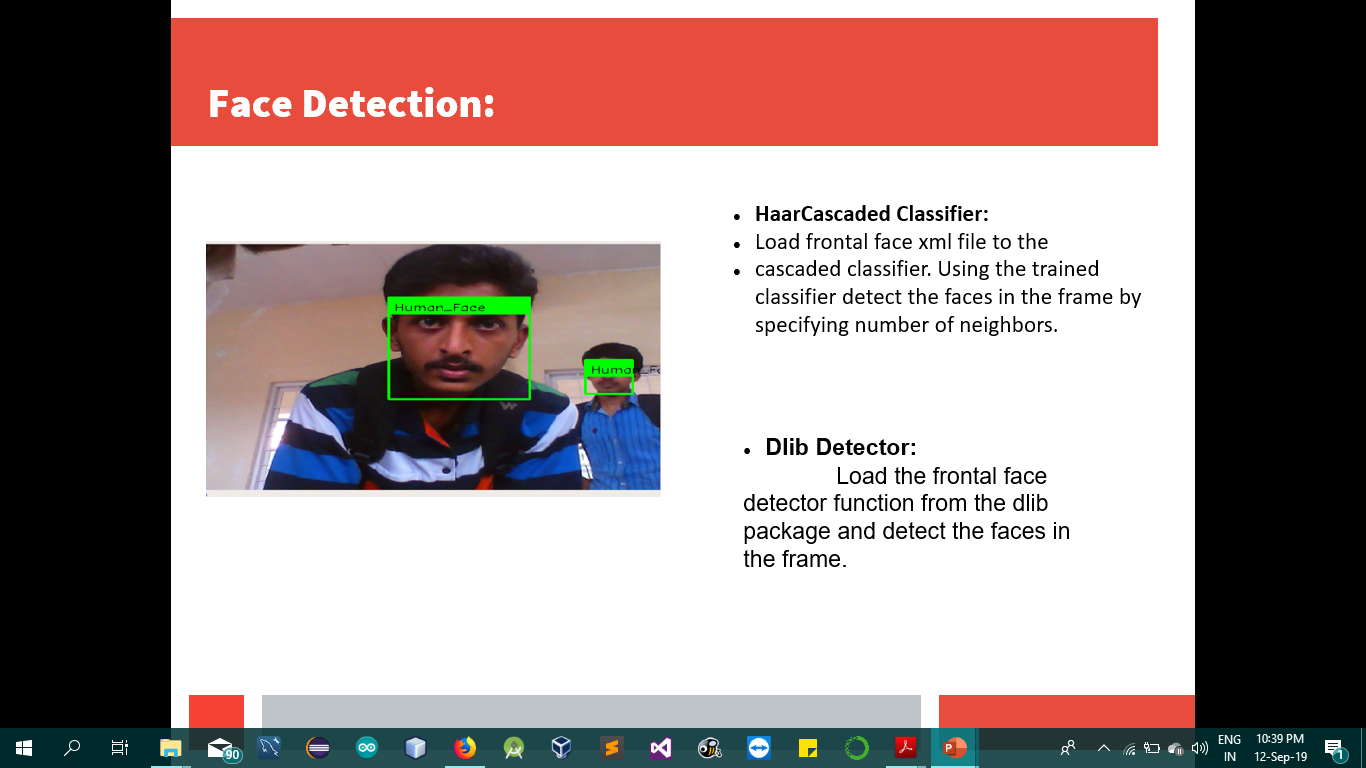 Face Detection:
• HaarCascaded Classifier:
• Load frontal face xml file to the
• cascaded classifier. Using the trained
classifier detect the faces in the frame by
specifying number of neighbors.
Human_Face
Human_Fa
• Dlib Detector:
Load the frontal face
detector function from the dlib
package and detect the faces in
the frame.
90
ENG
IN
10:39 PM
12-Sep-19
1